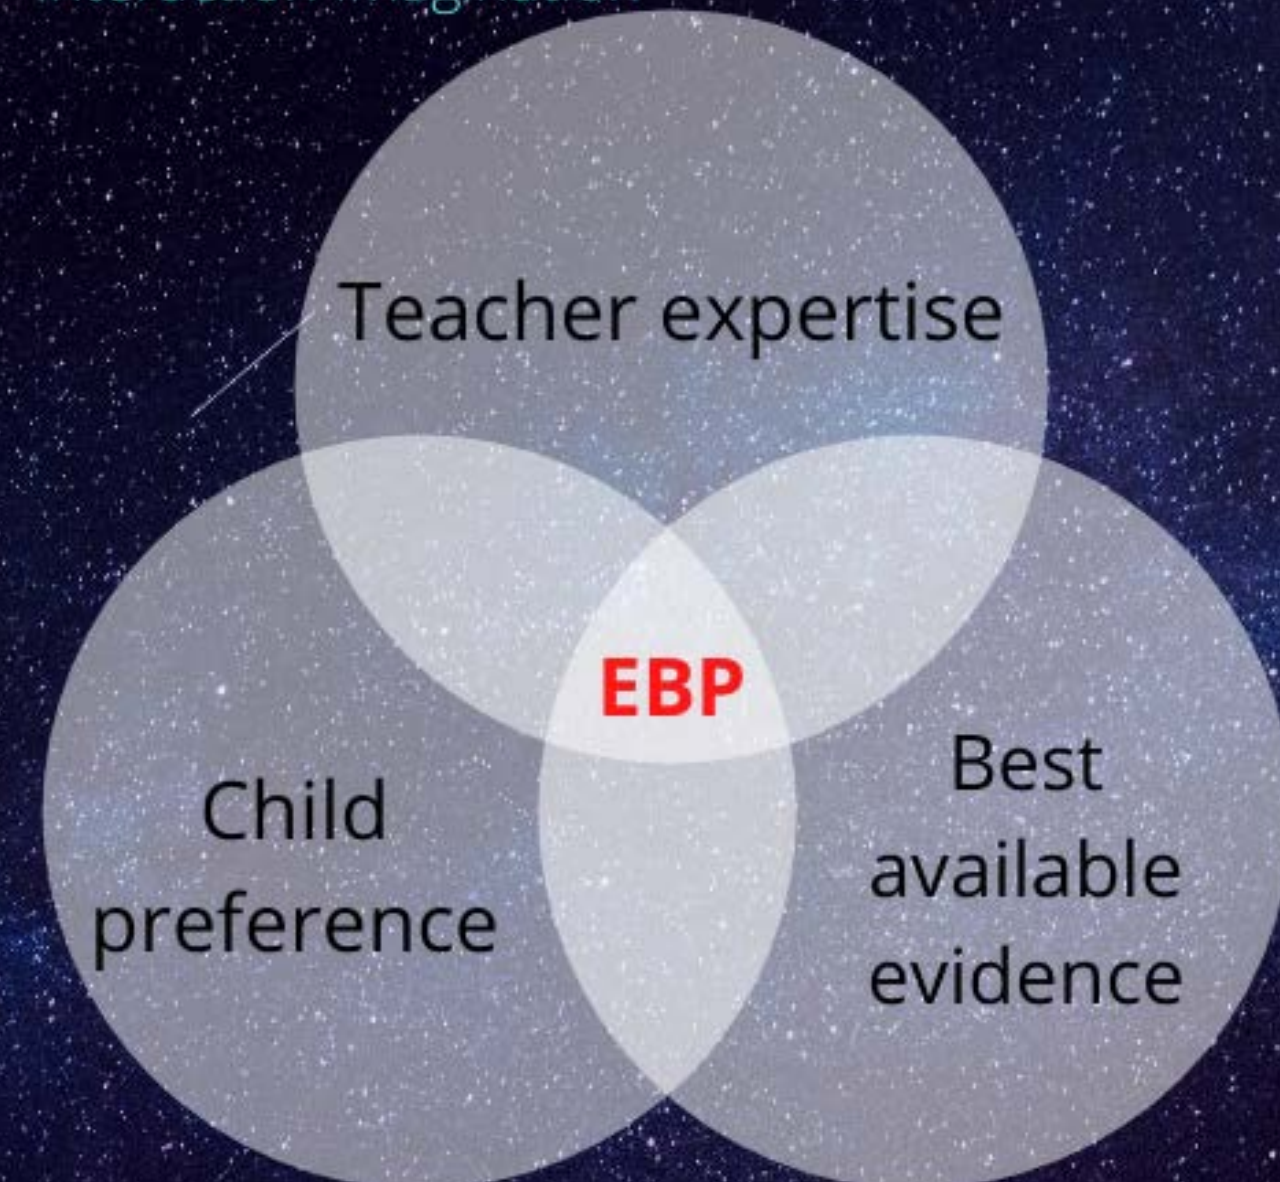 Teacher expertise
EBP
Child
preference
Best
available
evidence